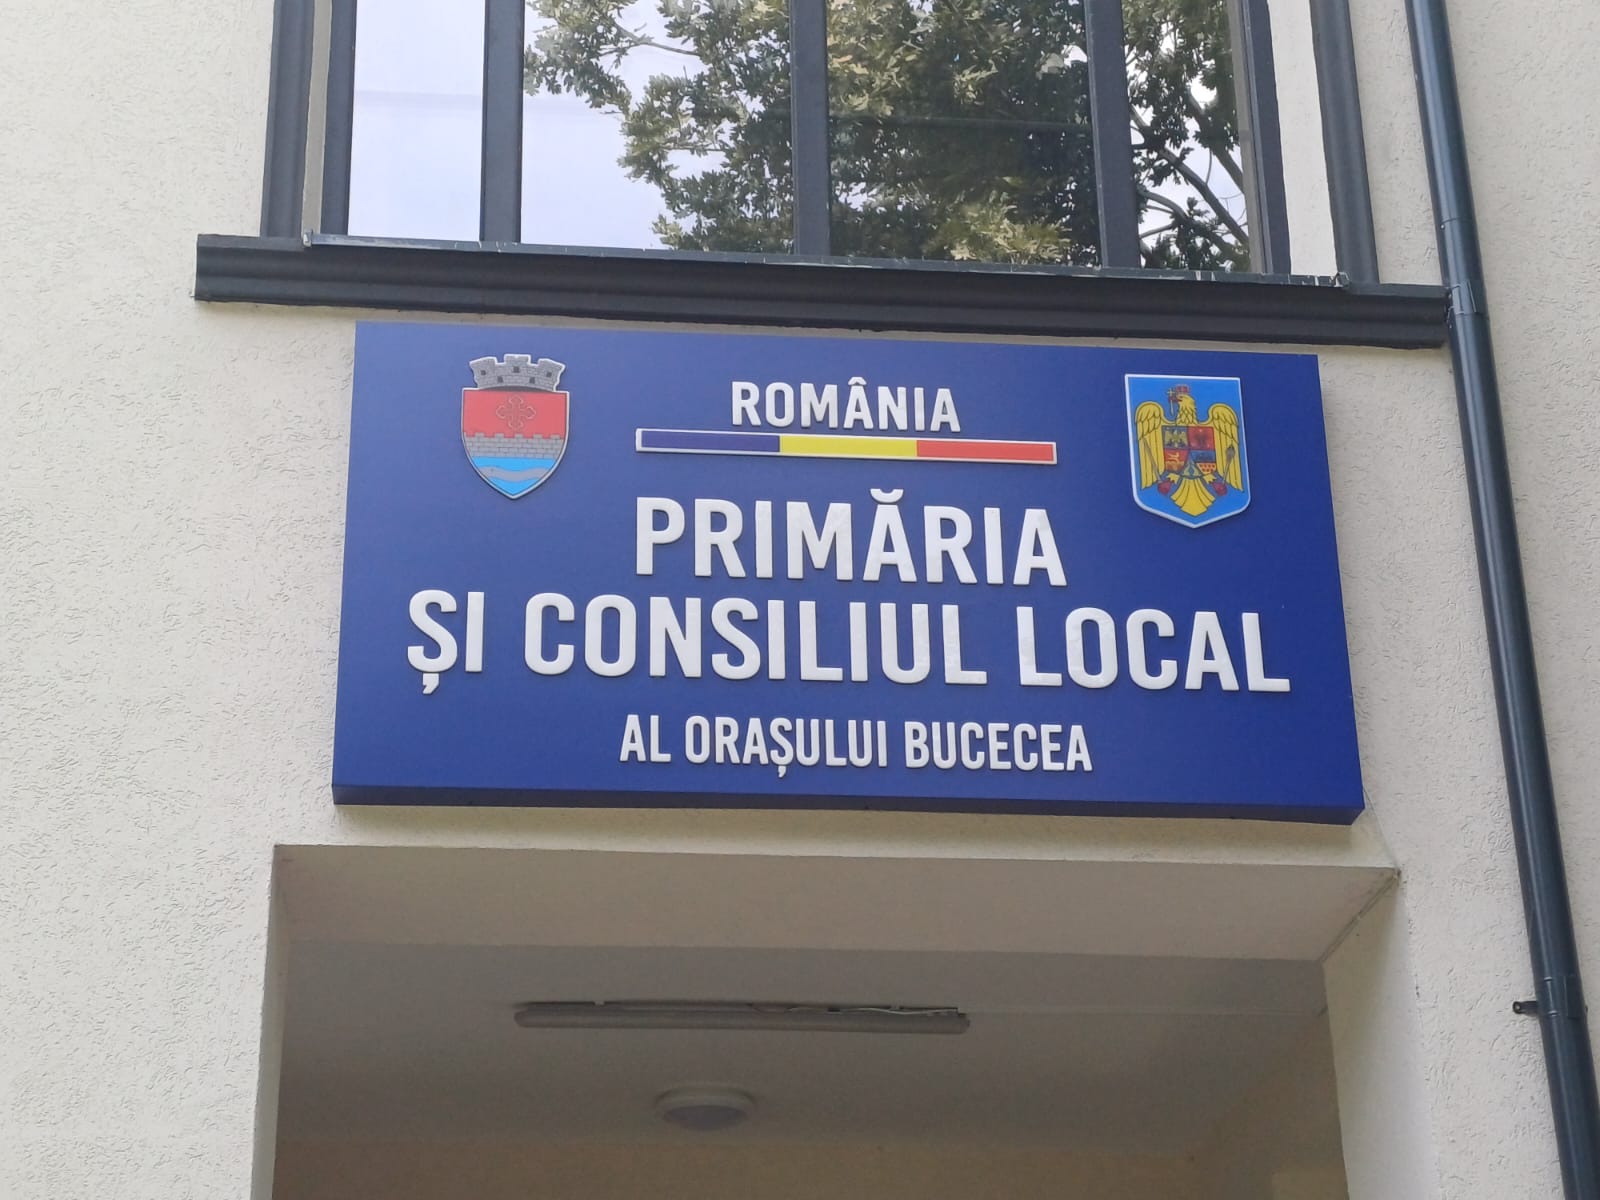 ROMÂNIA
PRIMĂRIA
ȘI CONSILIUL LOCAL
AL ORAȘULUI BUCECEA